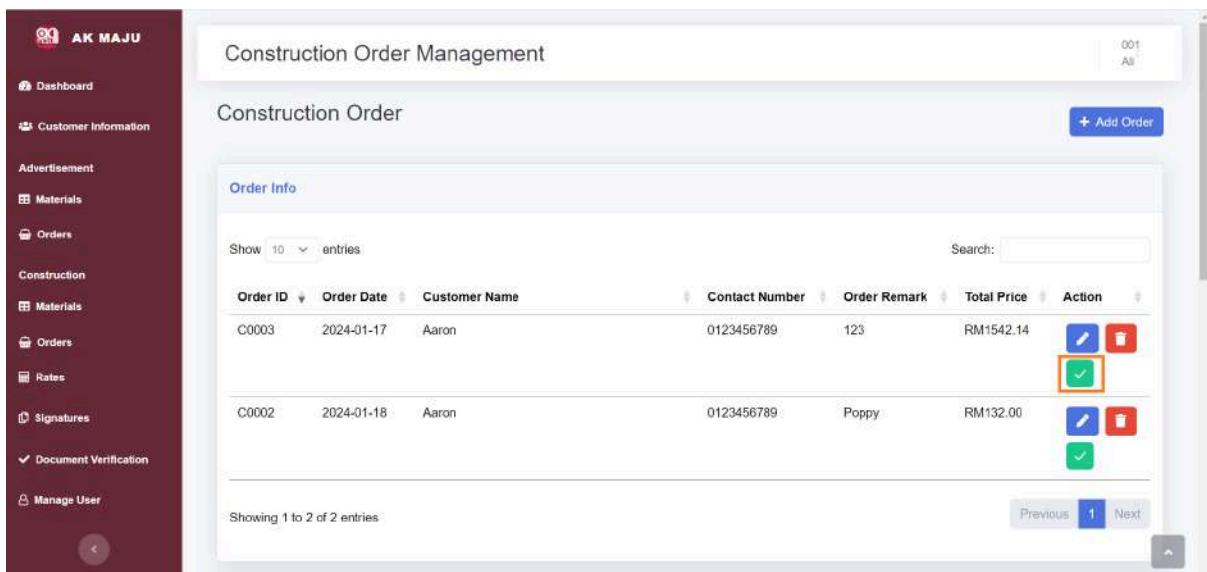 AK MAJU
Dashboard
Customer Information
Advertisement
Materials
Orders
Construction
Materials
Orders
Rates
Signatures
Document Verification
Manage User
Construction Order Management
001
Ali
Construction Order
+ Add Order
Order Info
Show 10 entries
Search:
Order ID Order Date Customer Name Contact Number Order Remark Total Price Action
C0003 2024-01-17 Aaron 0123456789 123 RM1542.14
C0002 2024-01-18 Aaron 0123456789 Poppy RM132.00
Showing 1 to 2 of 2 entries
Previous 1 Next